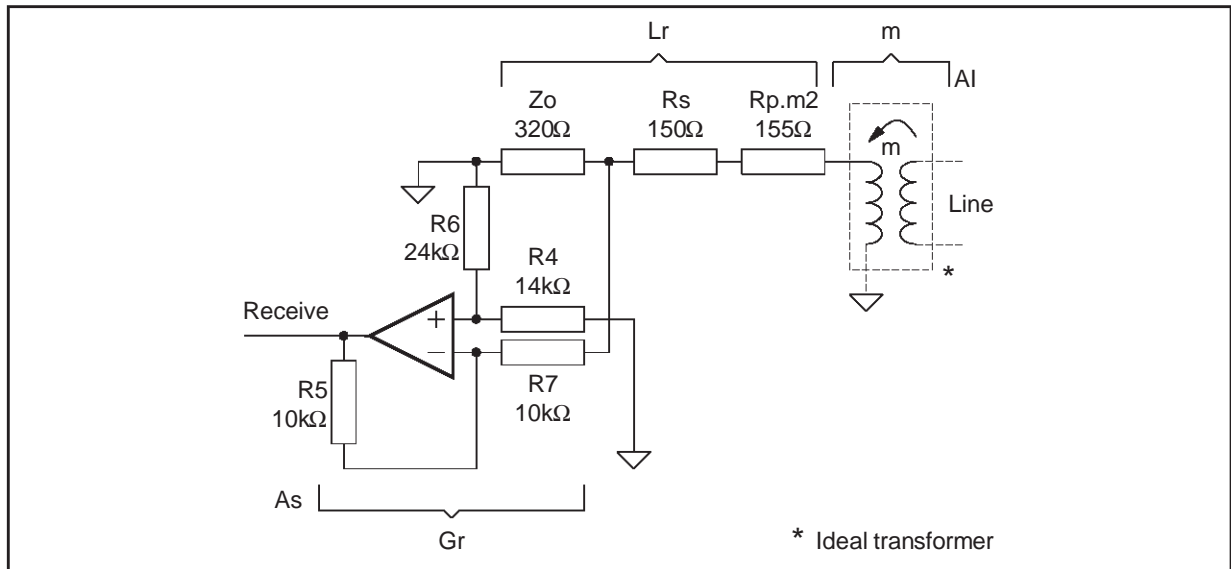 Lr
m
Zo
320Ω
Rs
150Ω
Rp.m2
155Ω
Al
m
Line
R6
24kΩ
R4
14kΩ
*
Receive
+
−
R5
10kΩ
R7
10kΩ
As
Gr
* Ideal transformer